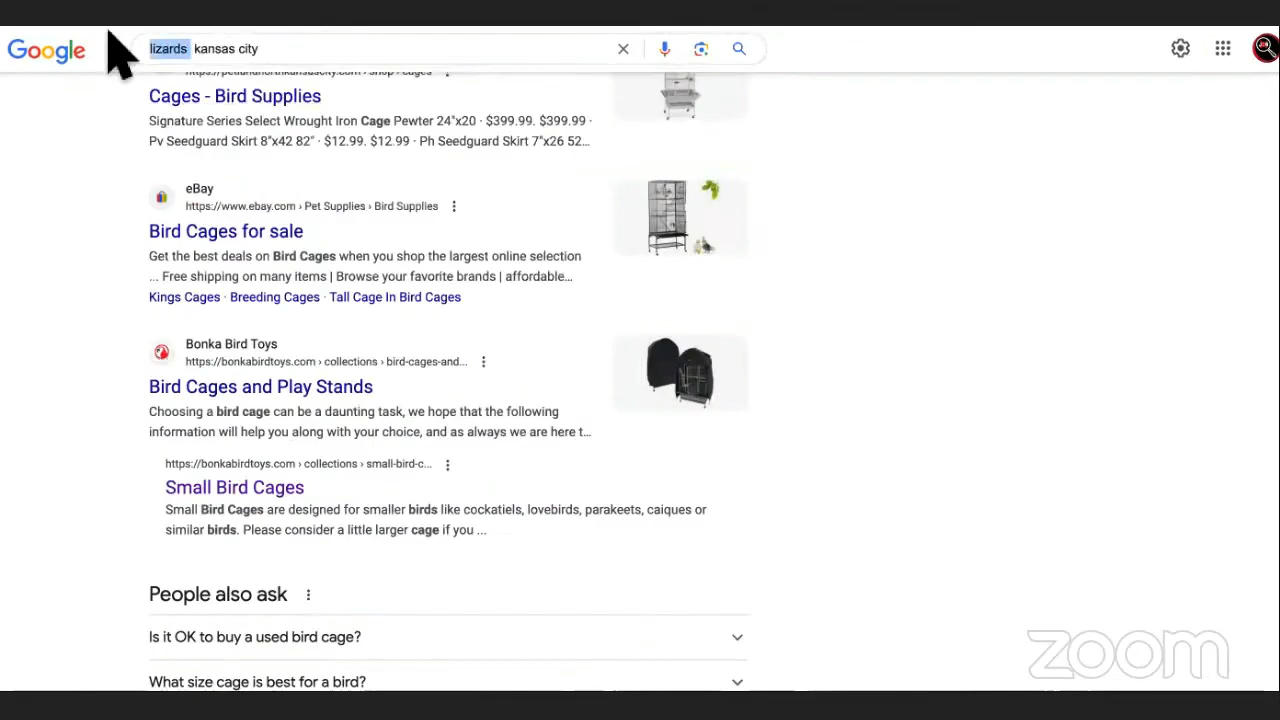 Google
lizards kansas city
https://petlandnorthkansascity.com › shop › cages
Cages - Bird Supplies
Signature Series Select Wrought Iron Cage Pewter 24"x20 · $399.99. $399.99 ·
Pv Seedguard Skirt 8"x42 82" · $12.99. $12.99 · Ph Seedguard Skirt 7"x26 52...
eBay
https://www.ebay.com › Pet Supplies › Bird Supplies
Bird Cages for sale
Get the best deals on Bird Cages when you shop the largest online selection
... Free shipping on many items | Browse your favorite brands | affordable...
Kings Cages · Breeding Cages · Tall Cage In Bird Cages
Bonka Bird Toys
https://bonkabirdtoys.com › collections › bird-cages-and...
Bird Cages and Play Stands
Choosing a bird cage can be a daunting task, we hope that the following
information will help you along with your choice, and as always we are here t...
https://bonkabirdtoys.com › collections › small-bird-c...
Small Bird Cages
Small Bird Cages are designed for smaller birds like cockatiels, lovebirds, parakeets, caiques or
similar birds. Please consider a little larger cage if you ...
People also ask
Is it OK to buy a used bird cage?
What size cage is best for a bird?
zoom